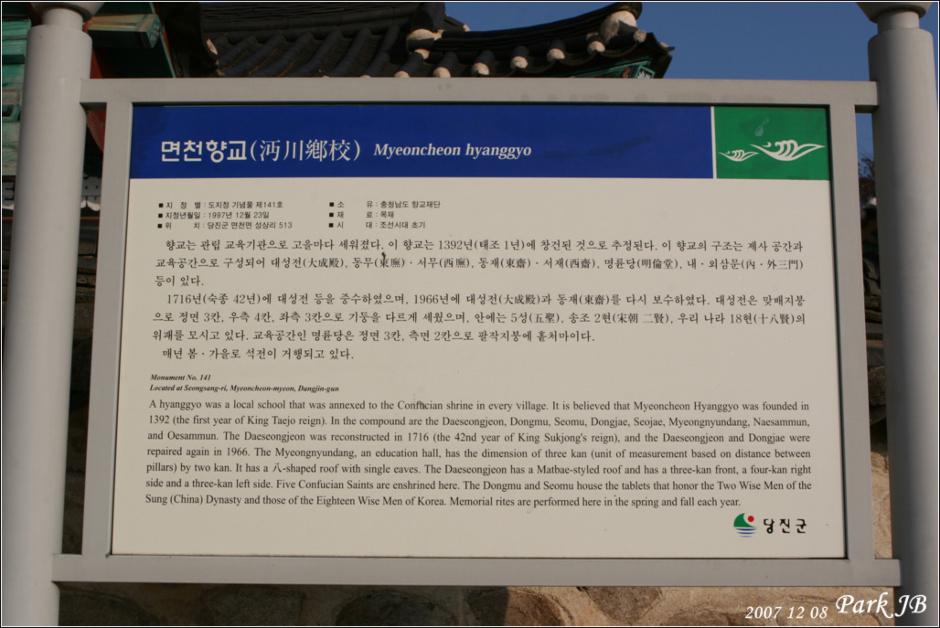 면천향교(沔川鄕校) Myeoncheon hyanggyo
■ 지 정 별 : 도지정 기념물 제141호
■ 지정년월일 : 1997년 12월 23일
■ 위 치 : 당진군 면천면 성상리 513
■ 소 유 : 충청남도 향교재단
■ 재 료 : 목재
■ 시 대 : 조선시대 초기
향교는 관립 교육기관으로 고을마다 세워졌다. 이 향교는 1392년(태조 1년)에 창건된 것으로 추정된다. 이 향교의 구조는 제사 공간과
교육공간으로 구성되어 대성전(大成殿), 동무(東廡)·서무(西廡), 동재(東齋)·서재(西齋), 명륜당(明倫堂), 내·외삼문(內·外三門)
등이 있다.
1716년(숙종 42년)에 대성전 등을 중수하였으며, 1966년에 대성전(大成殿)과 동재(東齋)를 다시 보수하였다. 대성전은 맞배지붕
으로 정면 3칸, 우측 4칸, 좌측 3칸으로 기둥을 다르게 세웠으며, 안에는 5성(五聖), 송조 2현(宋朝 二賢), 우리 나라 18현(十八賢)의
위패를 모시고 있다. 교육공간인 명륜당은 정면 3칸, 측면 2칸으로 팔작지붕에 홑처마이다.
매년 봄·가을로 석전이 거행되고 있다.
Monument No. 141
Located at Seongsang-ri, Myeoncheon-myeon, Dangjin-gun
A hyanggyo was a local school that was annexed to the Confucian shrine in every village. It is believed that Myeoncheon Hyanggyo was founded in
1392 (the first year of King Taejo reign). In the compound are the Daeseongjeon, Dongmu, Seomu, Dongjae, Seojae, Myeongnyundang, Naesammun,
and Oesammun. The Daeseongjeon was reconstructed in 1716 (the 42nd year of King Sukjong's reign), and the Daeseongjeon and Dongjae were
repaired again in 1966. The Myeongnyundang, an education hall, has the dimension of three kan (unit of measurement based on distance between
pillars) by two kan. It has a 八-shaped roof with single eaves. The Daeseongjeon has a Matbae-styled roof and has a three-kan front, a four-kan right
side and a three-kan left side. Five Confucian Saints are enshrined here. The Dongmu and Seomu house the tablets that honor the Two Wise Men of the
Sung (China) Dynasty and those of the Eighteen Wise Men of Korea. Memorial rites are performed here in the spring and fall each year.
당진군
2007 12 08 Park JB